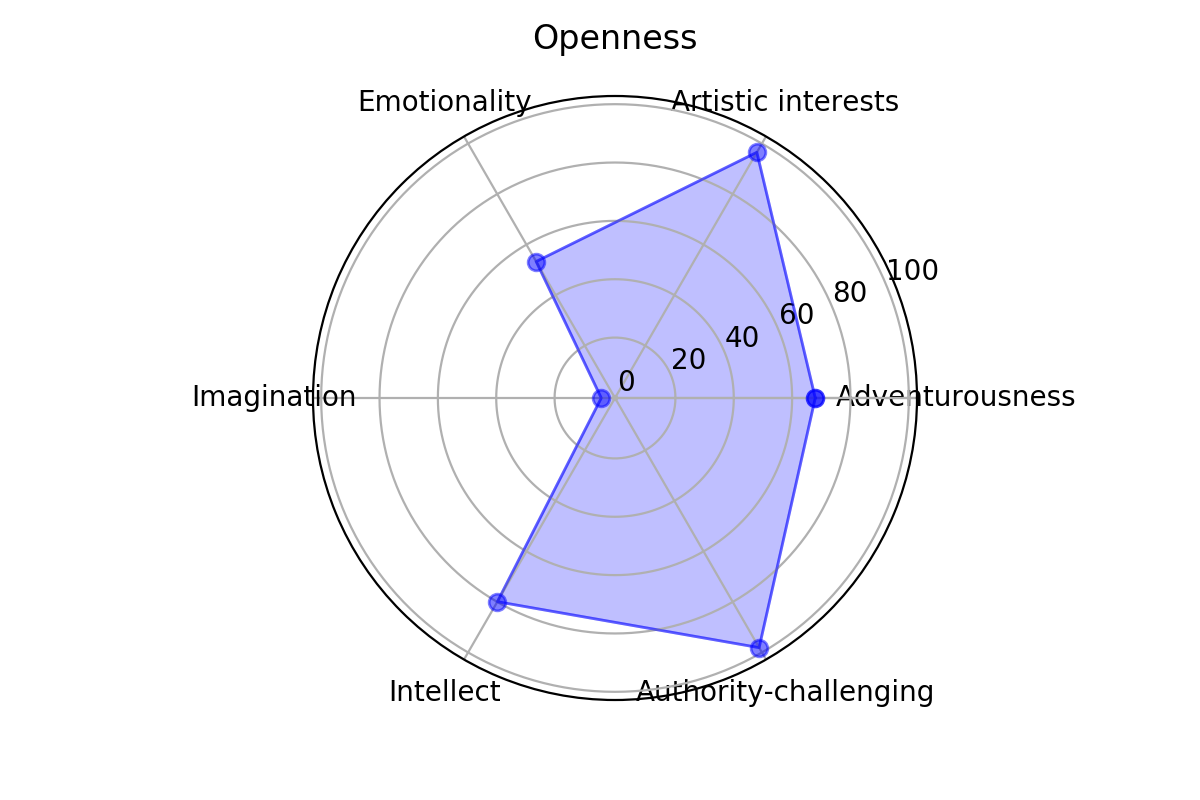 Openness
Emotionality
Artistic interests
100
80
60
40
20
0
Imagination
Adventurousness
Intellect
Authority-challenging